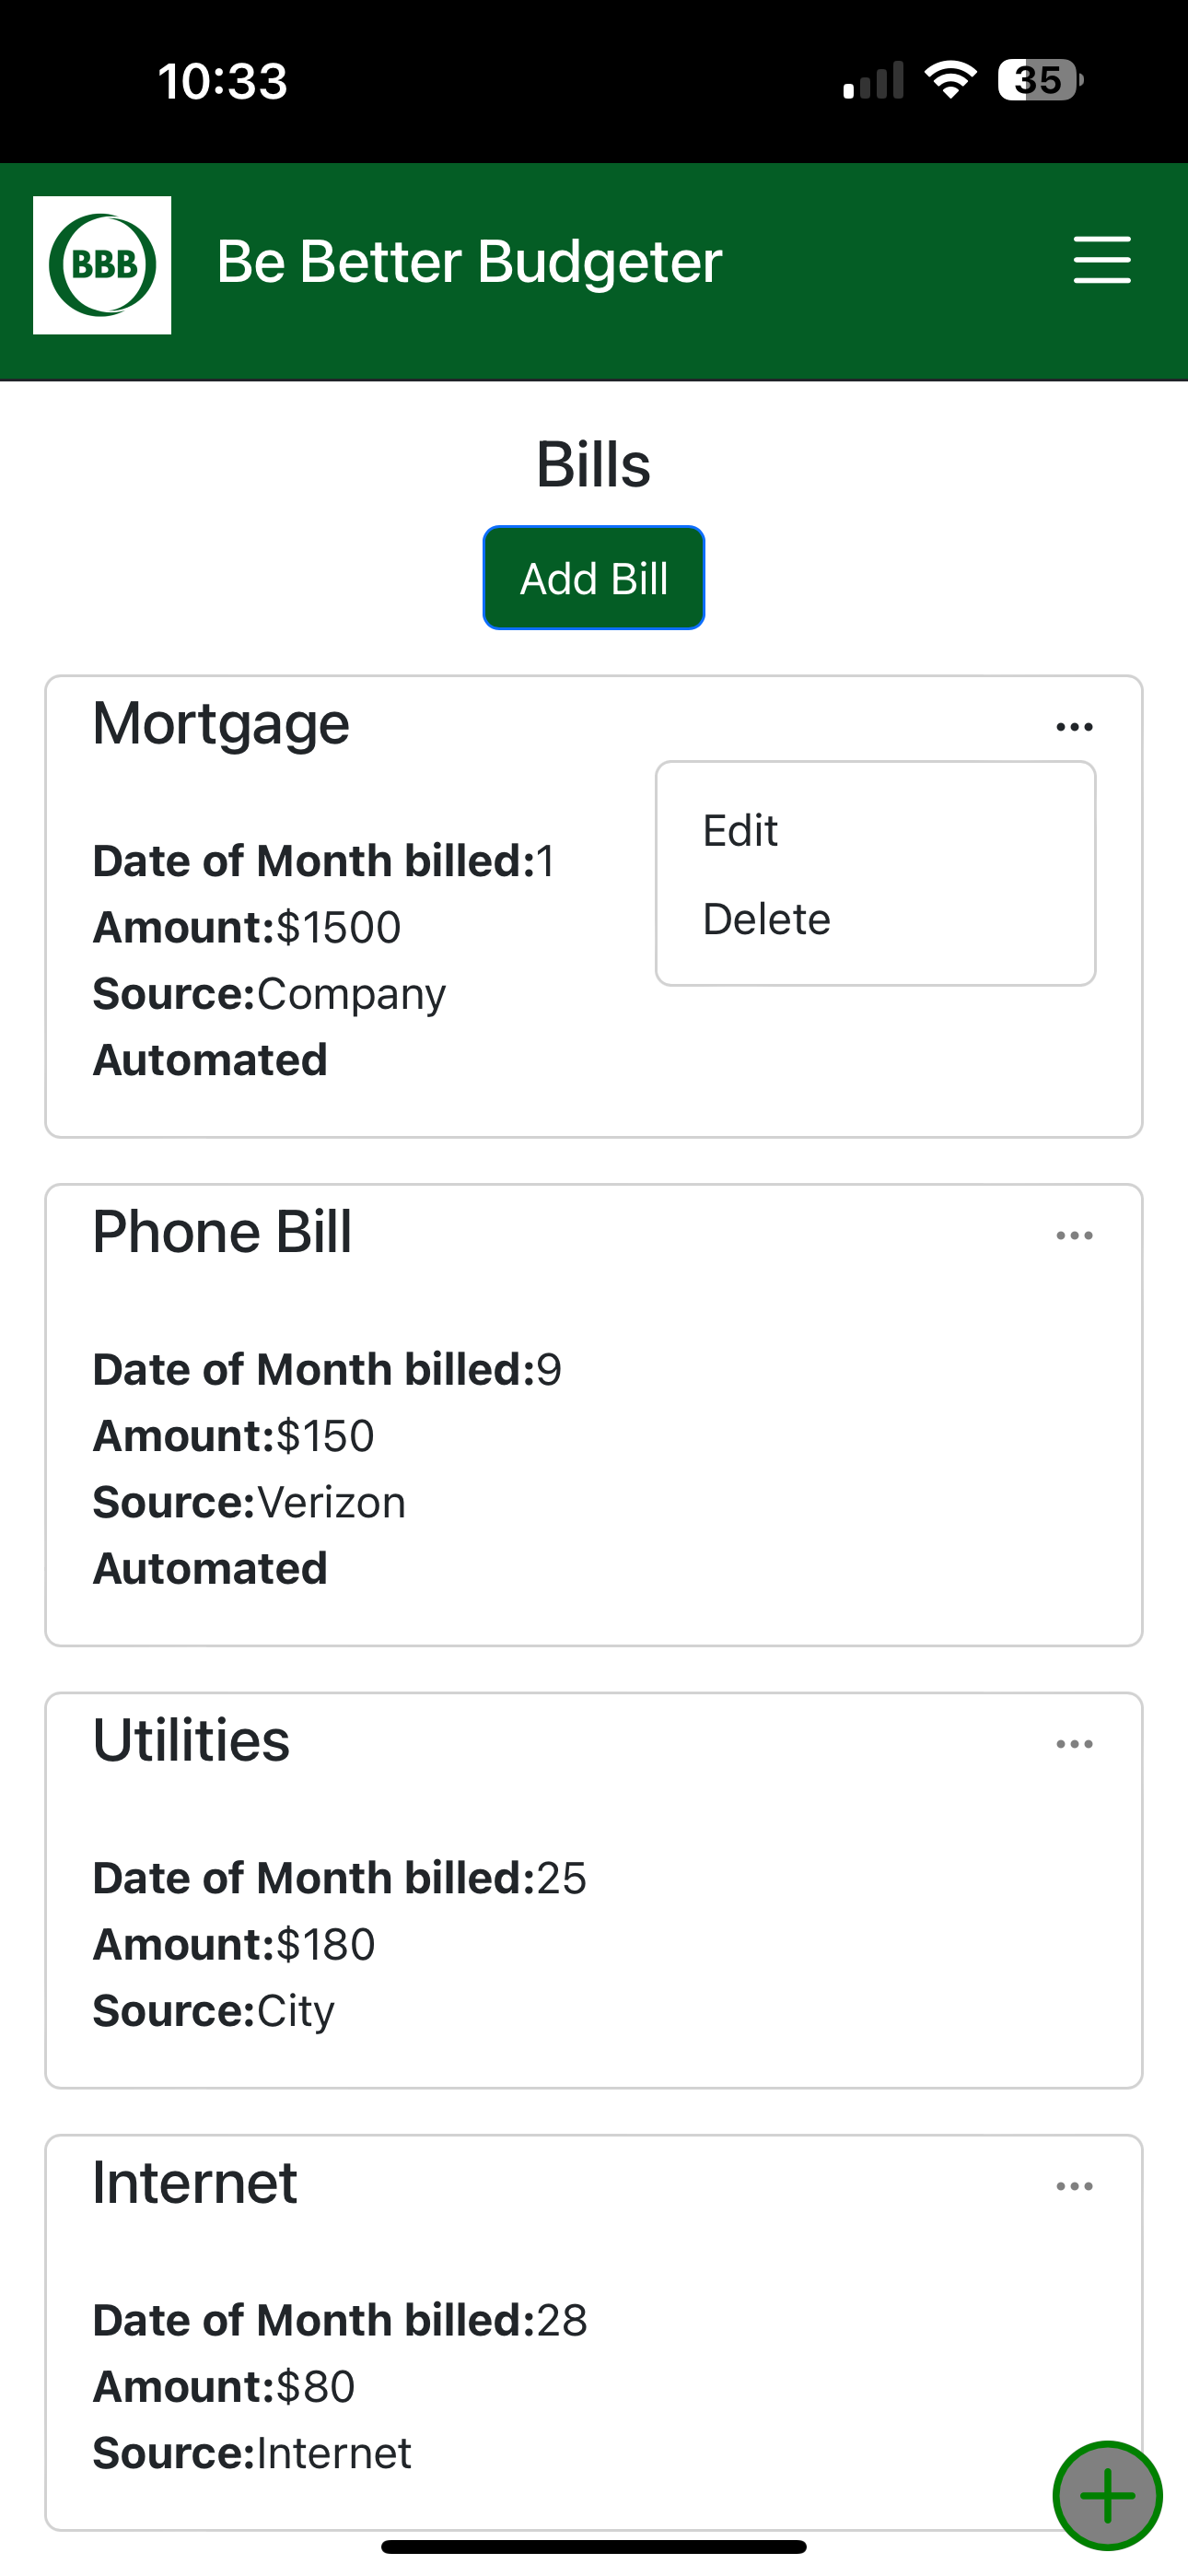 10:33
35
BBB
Be Better Budgeter
Bills
Add Bill
Mortgage
Edit
Delete
Date of Month billed:1
Amount:$1500
Source:Company
Automated
Phone Bill
Date of Month billed:9
Amount:$150
Source:Verizon
Automated
Utilities
Date of Month billed:25
Amount:$180
Source:City
Internet
Date of Month billed:28
Amount:$80
Source:Internet